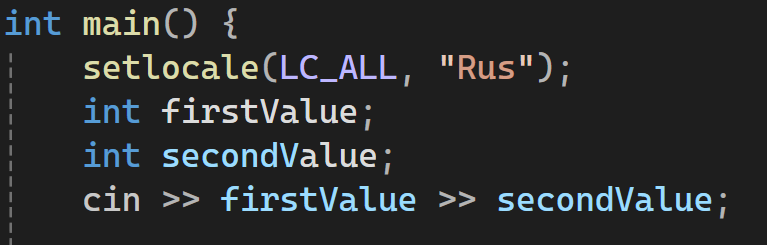 int main() {
setlocale(LC_ALL, "Rus");
int firstValue;
int secondValue;
cin >> firstValue >> secondValue;